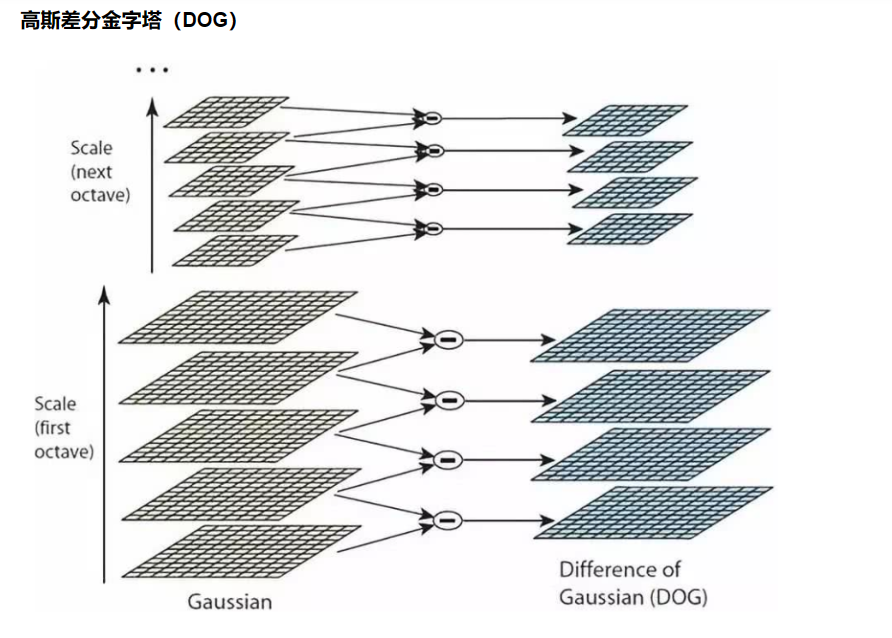 高斯差分金字塔（DOG）
...
Scale
(next
octave)
Scale
(first
octave)
Gaussian
Difference of
Gaussian (DOG)